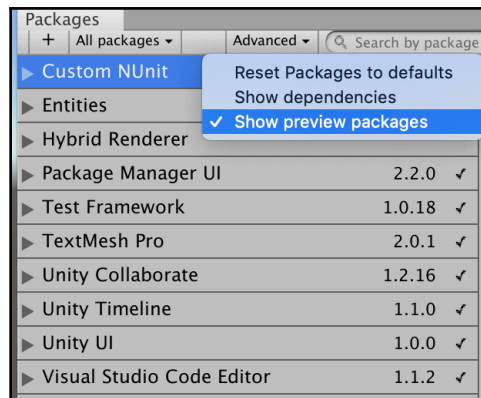 Packages
+ All packages ▾ Advanced ▾ Search by package
Custom NUnit
Reset Packages to defaults
Entities
Show dependencies
✓ Show preview packages
Hybrid Renderer
Package Manager UI 2.2.0 ✓
Test Framework 1.0.18 ✓
TextMesh Pro 2.0.1 ✓
Unity Collaborate 1.2.16 ✓
Unity Timeline 1.1.0 ✓
Unity UI 1.0.0 ✓
Visual Studio Code Editor 1.1.2 ✓